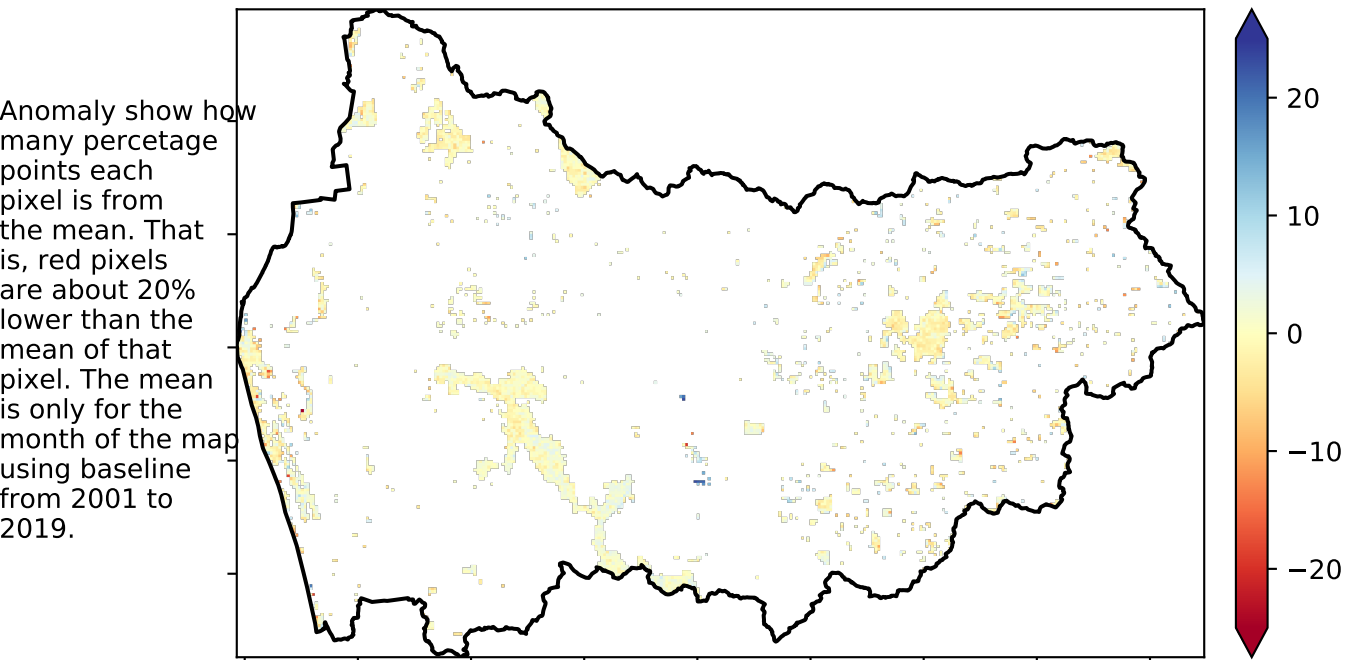 Anomaly show how
many percetage
points each
pixel is from
the mean. That
is, red pixels
are about 20%
lower than the
mean of that
pixel. The mean
is only for the
month of the map
using baseline
from 2001 to
2019.
20
10
0
−10
−20